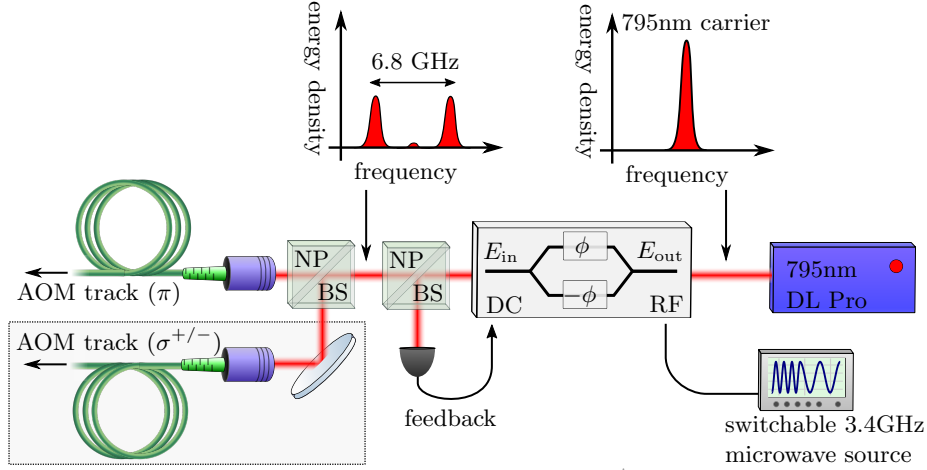 energy density
6.8 GHz
frequency
energy density
795nm carrier
frequency
NP
BS
NP
BS
E_in
ϕ
E_out
−ϕ
DC
RF
795nm
DL Pro
AOM track (π)
AOM track (σ^{+/−})
feedback
switchable 3.4GHz
microwave source